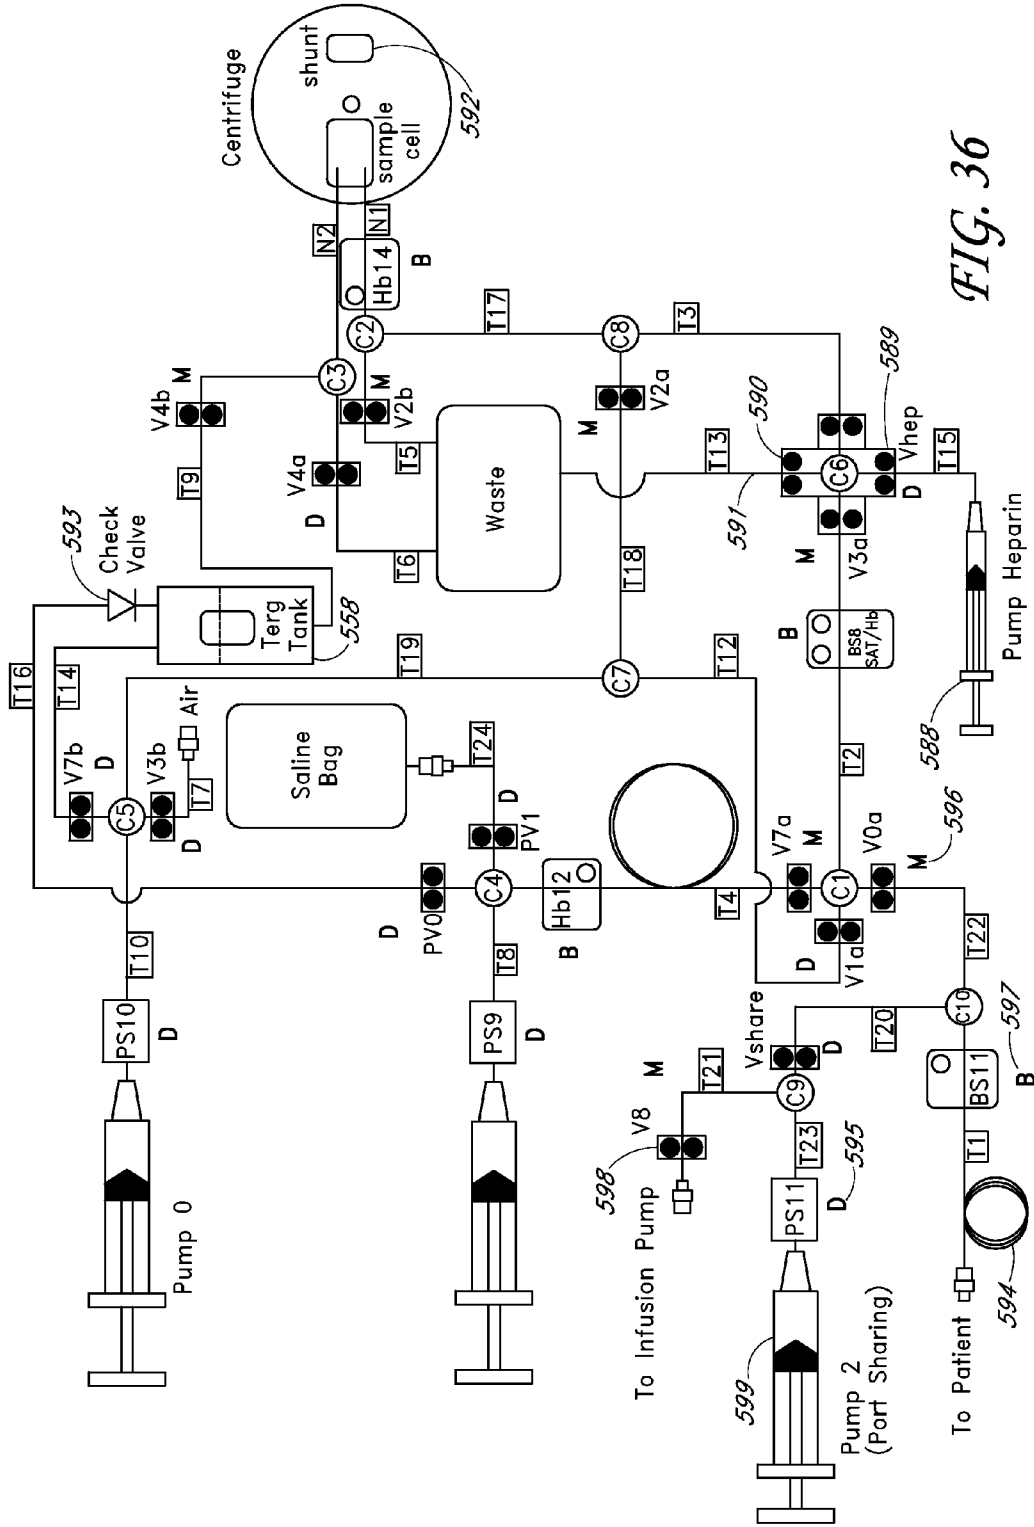 Centrifuge
shunt
592
sample
cell
N2
N1
Hb14
B
C2
C3
M
V4b
T9
V4a
D
M
V2b
T5
T6
Waste
T17
C8
T3
M
V2a
T13
591
590
589
C6
Vhep
D
T15
M
V3a
T18
593
Check
Valve
Terg
Tank
558
T16
T14
T19
C7
T12
B
BS8
SAT/Hb
588
Pump Heparin
V7b
D
C5
V3b
D
T7
Air
Saline
Bag
T24
D
PV1
C4
PV0
D
Hb12
B
T4
V7a
M
T2
C1
V0a
M
596
V1a
D
T22
T10
PS10
D
Pump 0
T8
PS9
D
Vshare
D
T20
C10
C9
T21
M
V8
598
To Infusion Pump
T23
PS11
D
595
BS11
B
597
T1
594
To Patient
599
Pump 2
(Port Sharing)
FIG. 36